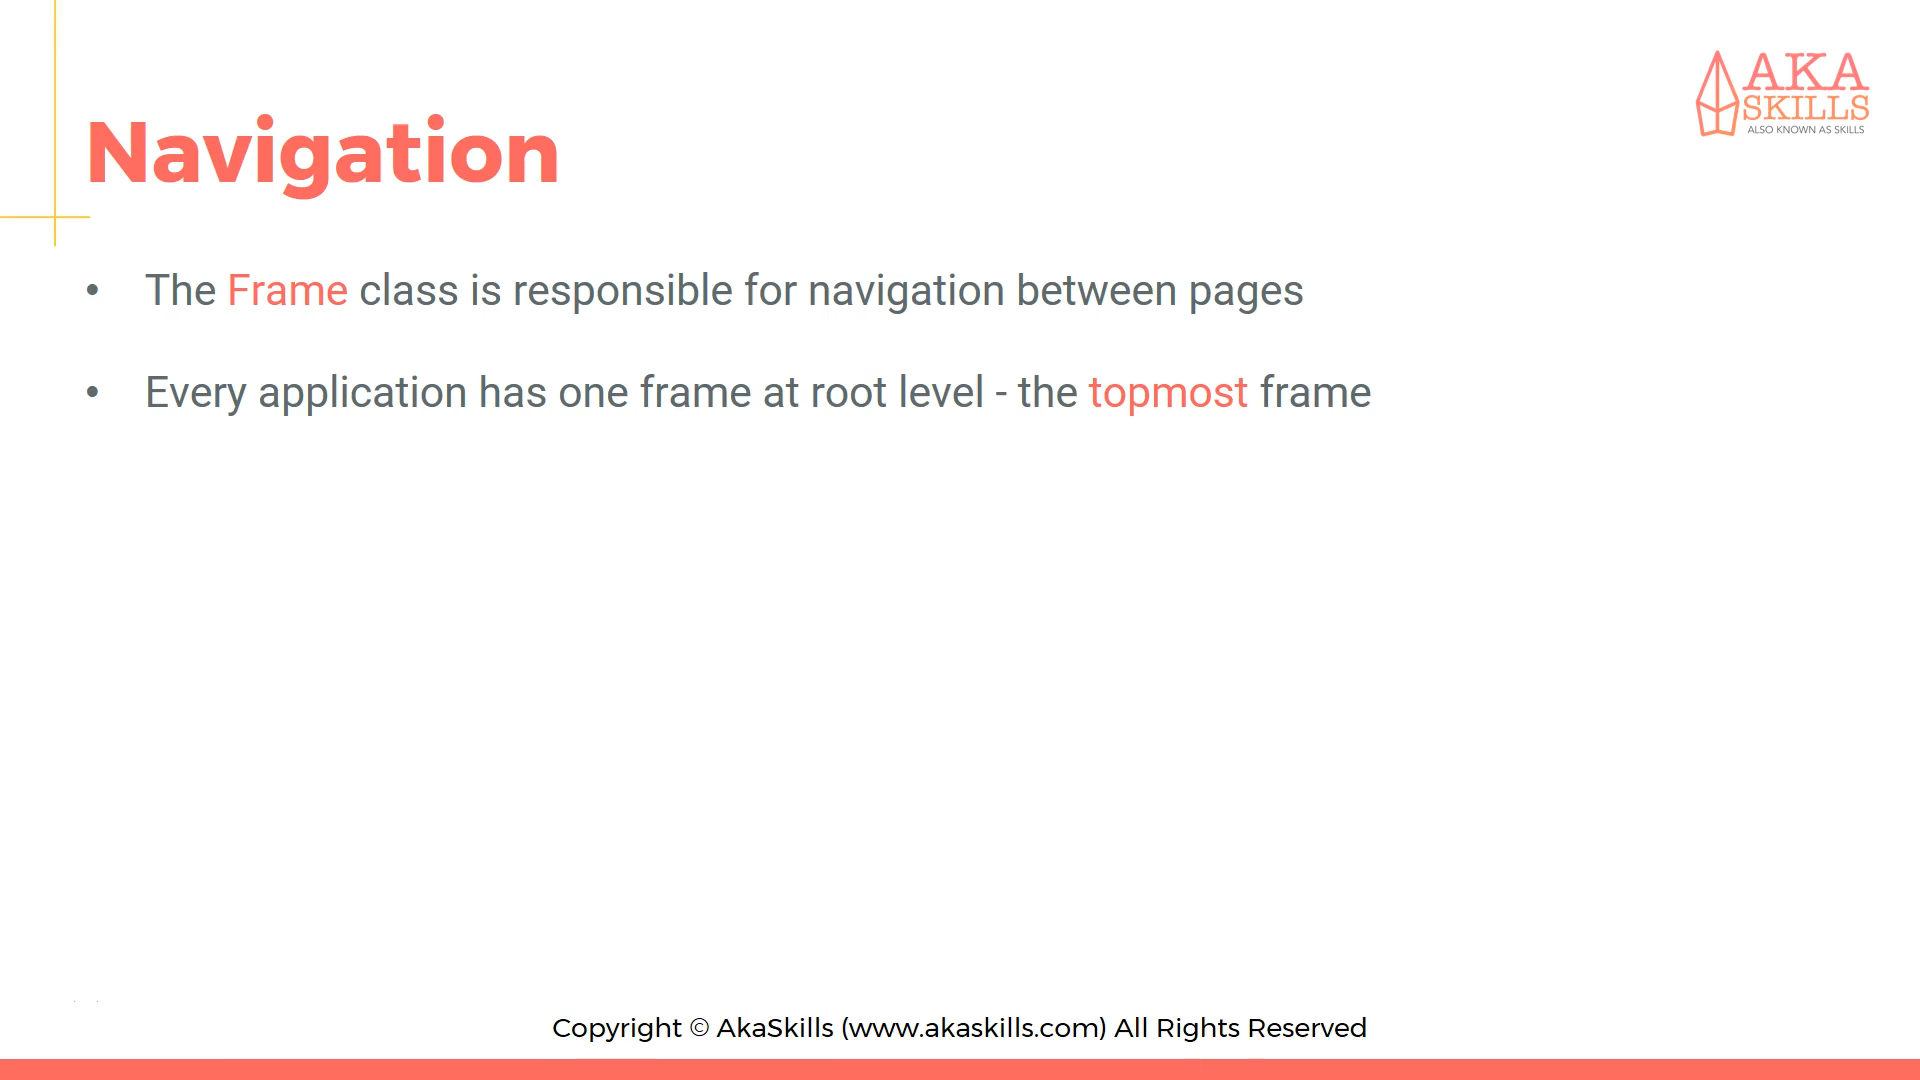 AKA
SKILLS
ALSO KNOWN AS SKILLS
Navigation
• The Frame class is responsible for navigation between pages
• Every application has one frame at root level - the topmost frame
Copyright © AkaSkills (www.akaskills.com) All Rights Reserved